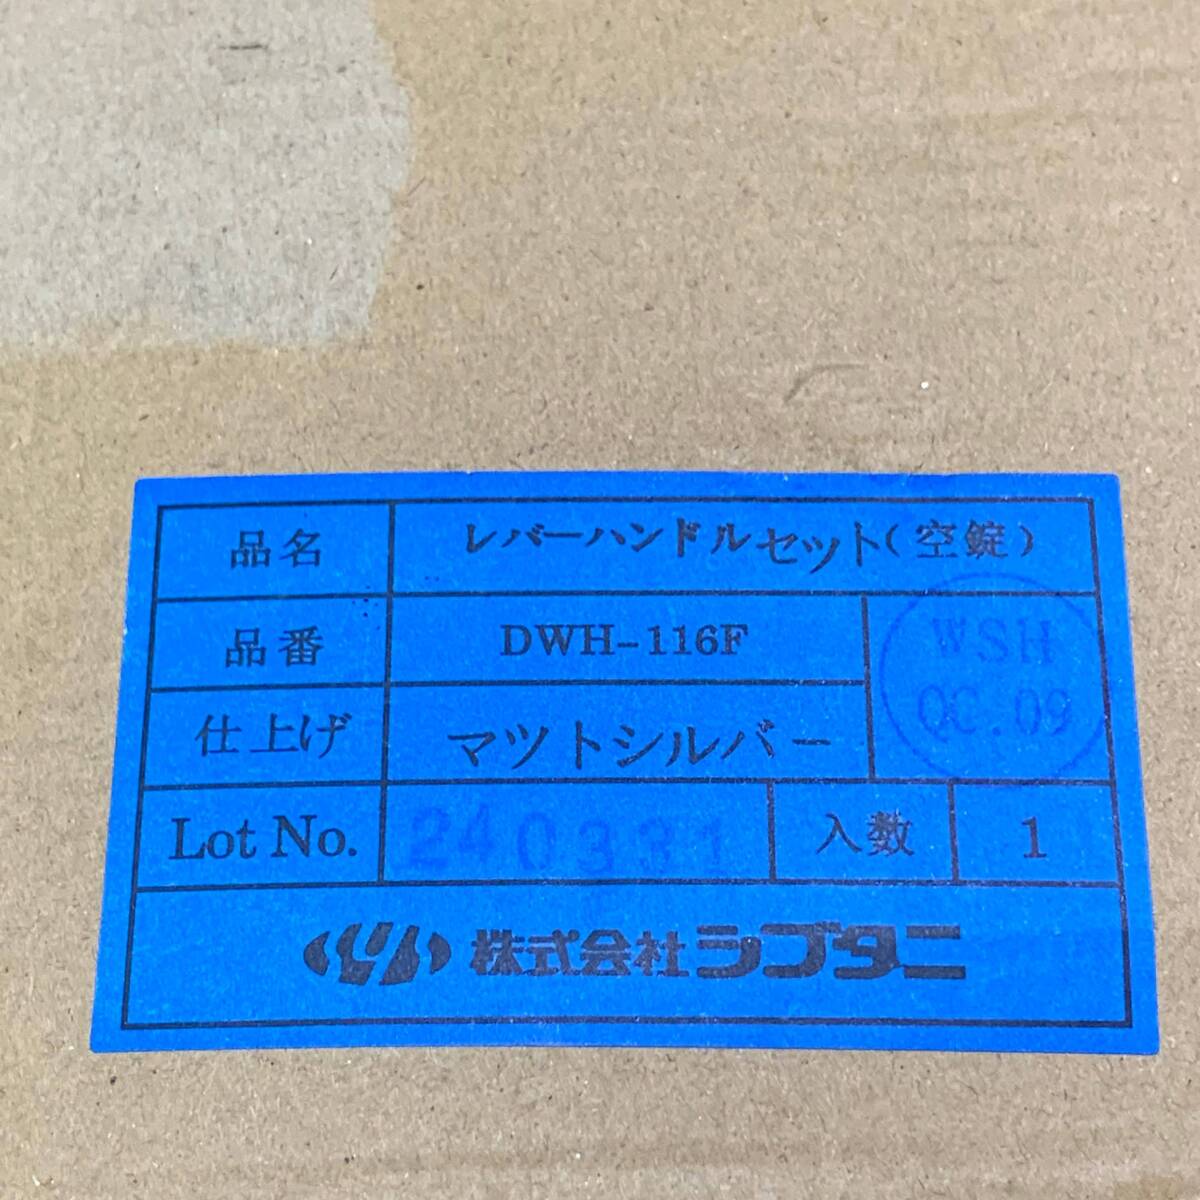 品名 レバーハンドルセット(空錠)
品番 DWH-116F
WSH
QC.09
仕上げ マットシルバー
Lot No. 240331 入数 1
株式会社シブタニ